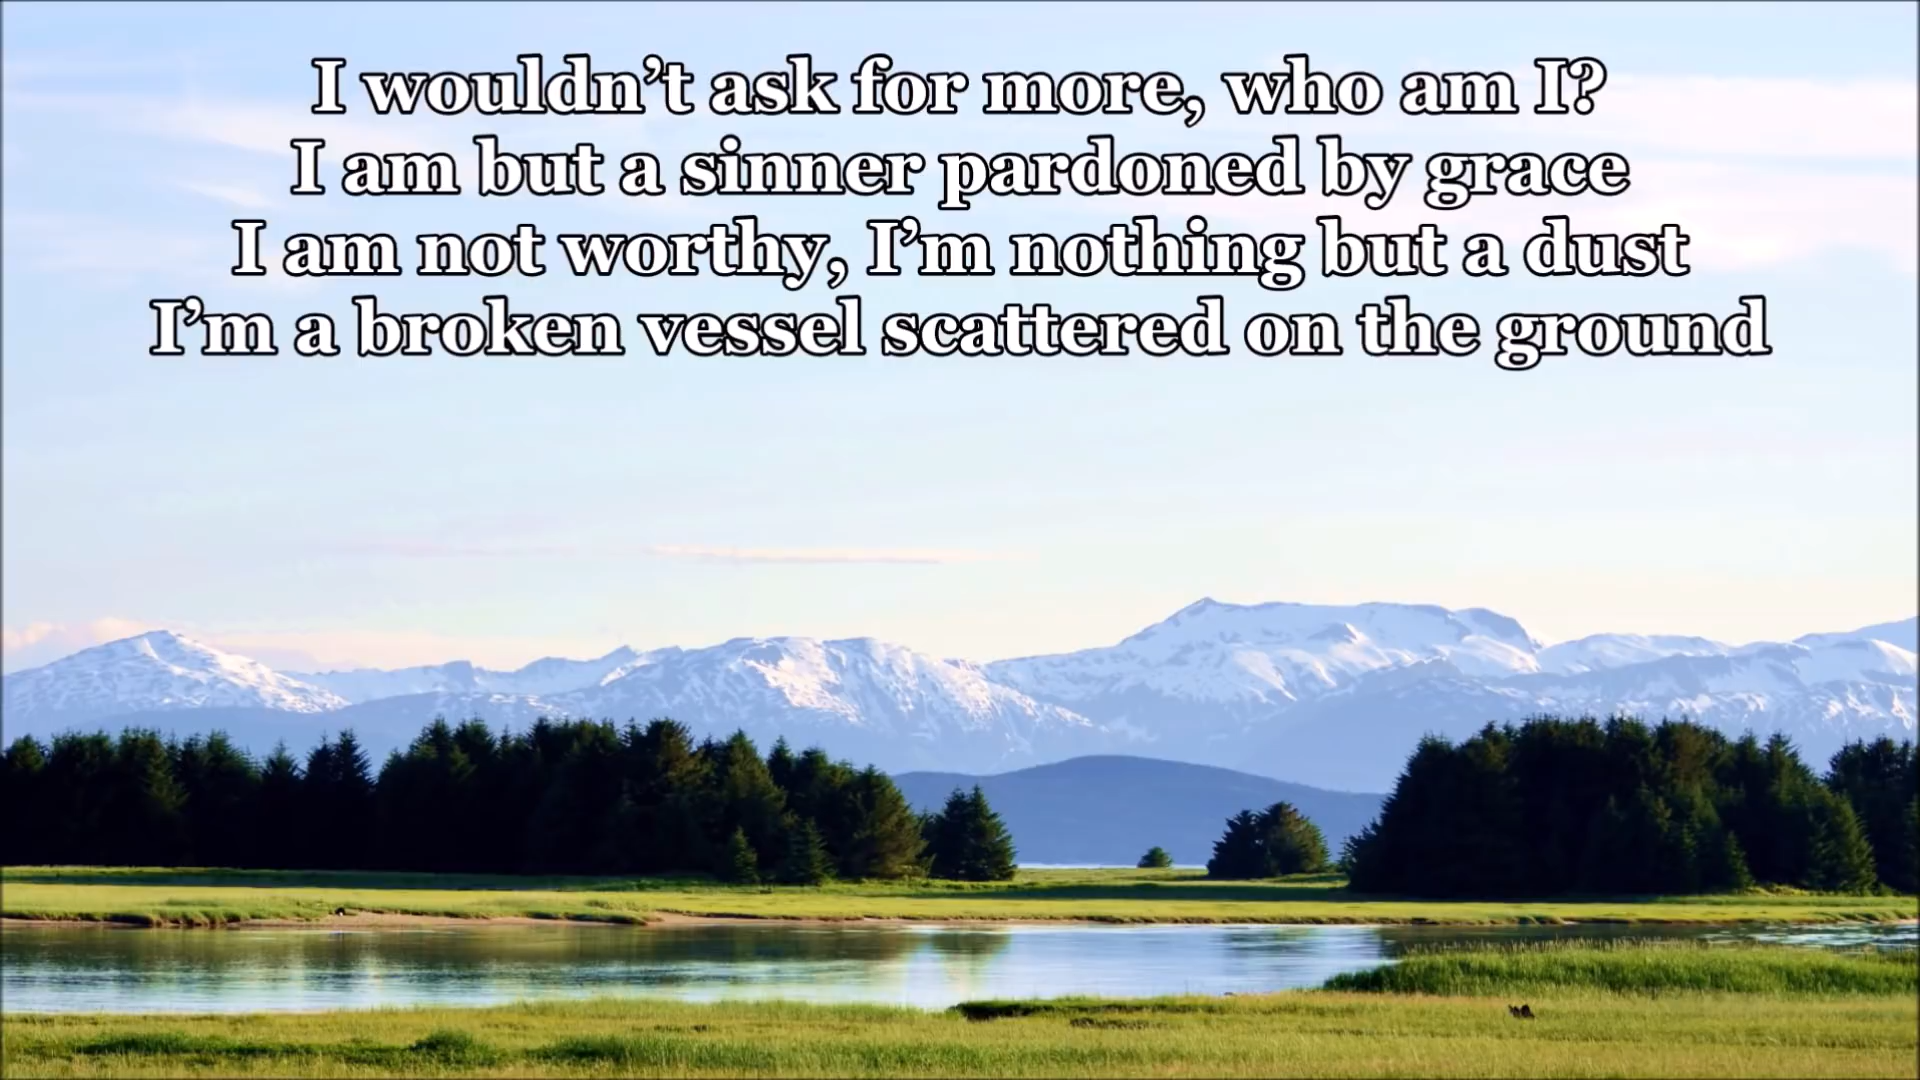 I wouldn’t ask for more, who am I?
I am but a sinner pardoned by grace
I am not worthy, I’m nothing but a dust
I’m a broken vessel scattered on the ground